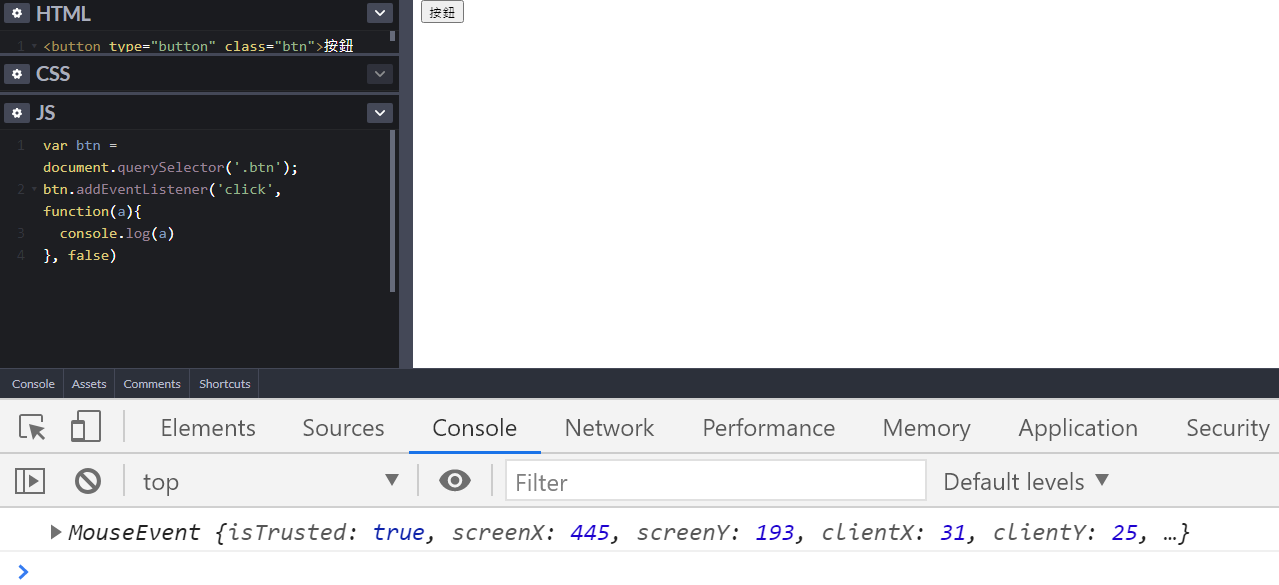 HTML
1 <button type="button" class="btn">按鈕
CSS
JS
1 var btn =
document.querySelector('.btn');
2 btn.addEventListener('click',
function(a){
3 console.log(a)
4 }, false)
按鈕
Console Assets Comments Shortcuts
Elements Sources Console Network Performance Memory Application Security
top Filter Default levels
MouseEvent {isTrusted: true, screenX: 445, screenY: 193, clientX: 31, clientY: 25, …}